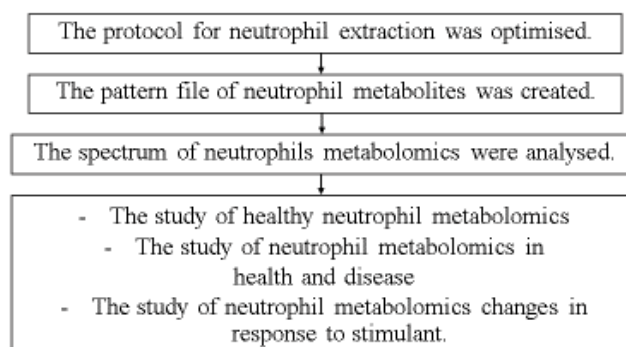 The protocol for neutrophil extraction was optimised.
The pattern file of neutrophil metabolites was created.
The spectrum of neutrophils metabolomics were analysed.
- The study of healthy neutrophil metabolomics
- The study of neutrophil metabolomics in
health and disease
- The study of neutrophil metabolomics changes in
response to stimulant.